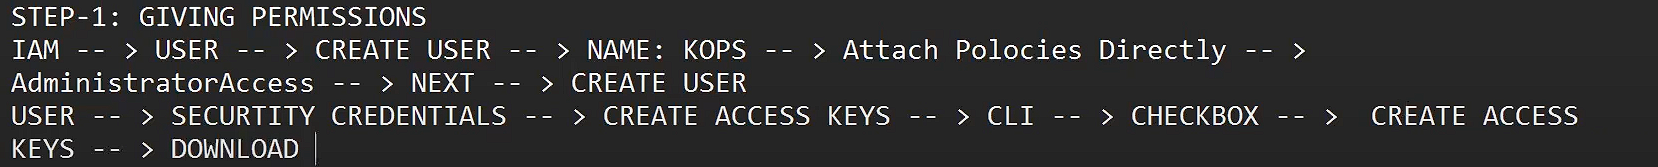 STEP-1: GIVING PERMISSIONS
IAM -- > USER -- > CREATE USER -- > NAME: KOPS -- > Attach Polocies Directly -- >
AdministratorAccess -- > NEXT -- > CREATE USER
USER -- > SECURTITY CREDENTIALS -- > CREATE ACCESS KEYS -- > CLI -- > CHECKBOX -- >  CREATE ACCESS
KEYS -- > DOWNLOAD